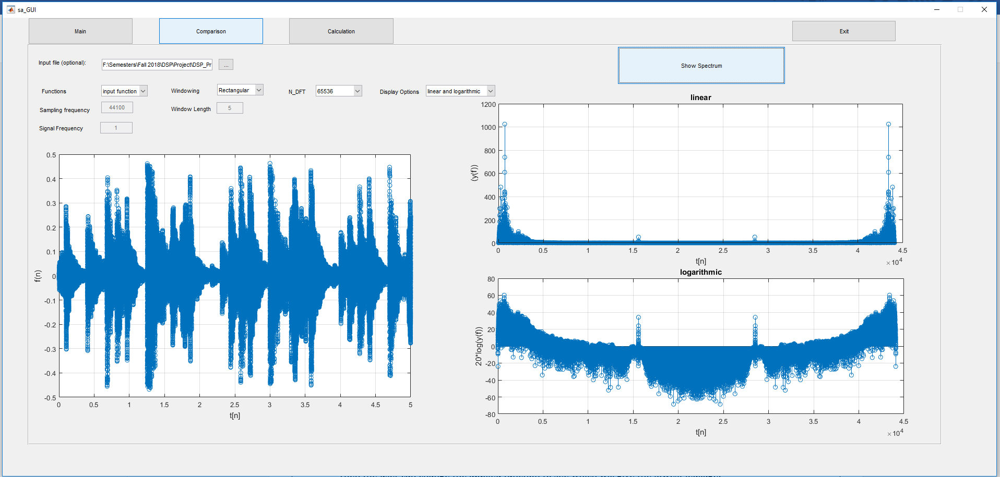 sa_GUI
Main
Comparison
Calculation
Exit
Input file (optional):
F:\Semesters\Fall 2018\DSP\Project\DSP_Pr
...
Show Spectrum
Functions
input function
Windowing
Rectangular
N_DFT
65536
Display Options
linear and logarithmic
Sampling frequency
44100
Window Length
5
Signal Frequency
1
0.5
0.4
0.3
0.2
0.1
0
-0.1
-0.2
-0.3
-0.4
-0.5
f(n)
0 0.5 1 1.5 2 2.5 3 3.5 4 4.5 5
t[n]
linear
1200
1000
800
600
400
200
0
(y(f))
0 0.5 1 1.5 2 2.5 3 3.5 4 4.5
t[n]
×10^4
logarithmic
80
60
40
20
0
-20
-40
-60
-80
20*log(y(f))
0 0.5 1 1.5 2 2.5 3 3.5 4 4.5
t[n]
×10^4